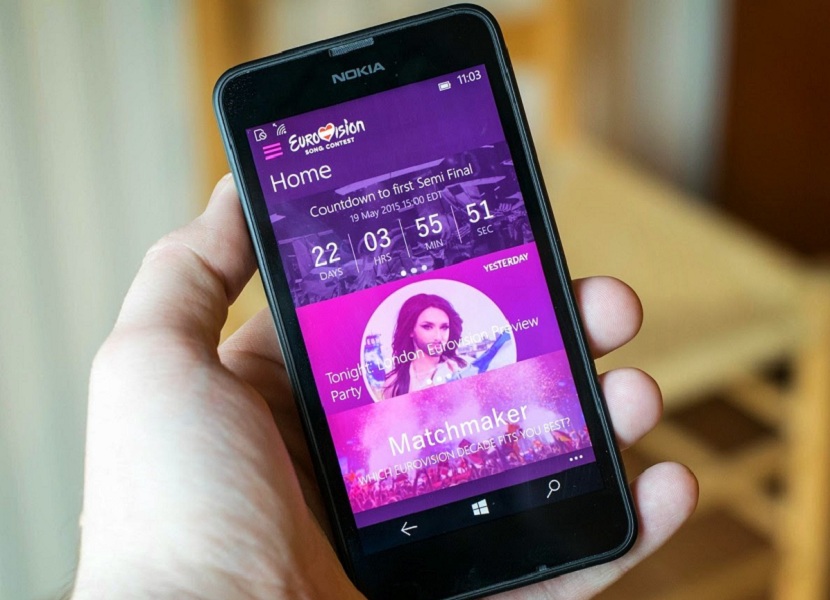 NOKIA
11:03
EUROVISION
SONG CONTEST
Home
Countdown to first Semi Final
19 May 2015 15:00 EDT
22 03 55 51
DAYS HRS MIN SEC
YESTERDAY
Tonight: London Eurovision Preview
Party
Matchmaker
WHICH EUROVISION DECADE FITS YOU BEST?